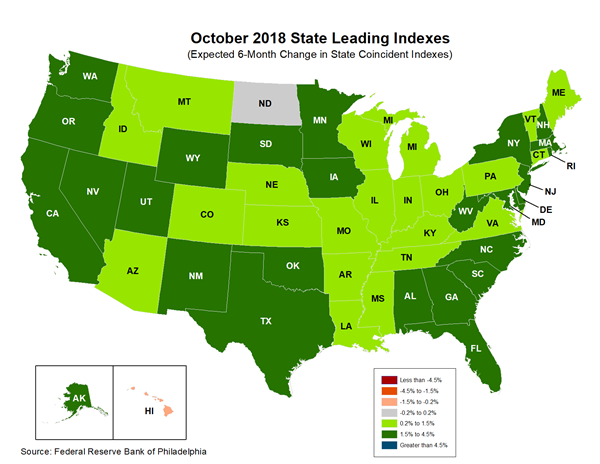 October 2018 State Leading Indexes
(Expected 6-Month Change in State Coincident Indexes)
WA
MT
ND
MN
ME
OR
ID
SD
WI
MI
MI
VT
NH
NY
MA
CT
RI
WY
IA
PA
NJ
NV
NE
IL
IN
OH
DE
MD
UT
CO
WV
VA
CA
KS
MO
KY
AZ
NM
OK
AR
TN
NC
SC
TX
LA
MS
AL
GA
FL
AK
HI
Less than -4.5%
-4.5% to -1.5%
-1.5% to -0.2%
-0.2% to 0.2%
0.2% to 1.5%
1.5% to 4.5%
Greater than 4.5%
Source: Federal Reserve Bank of Philadelphia